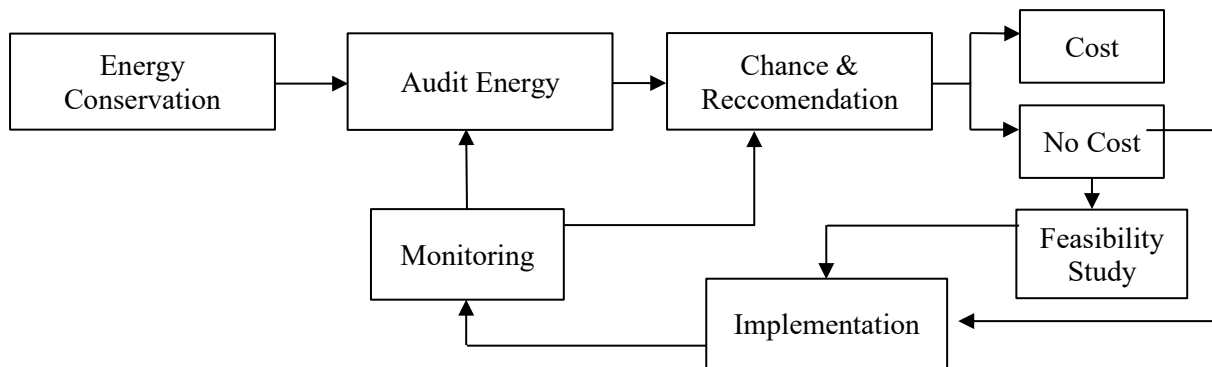 Energy
Conservation
Audit Energy
Chance &
Reccomendation
Cost
No Cost
Monitoring
Feasibility
Study
Implementation